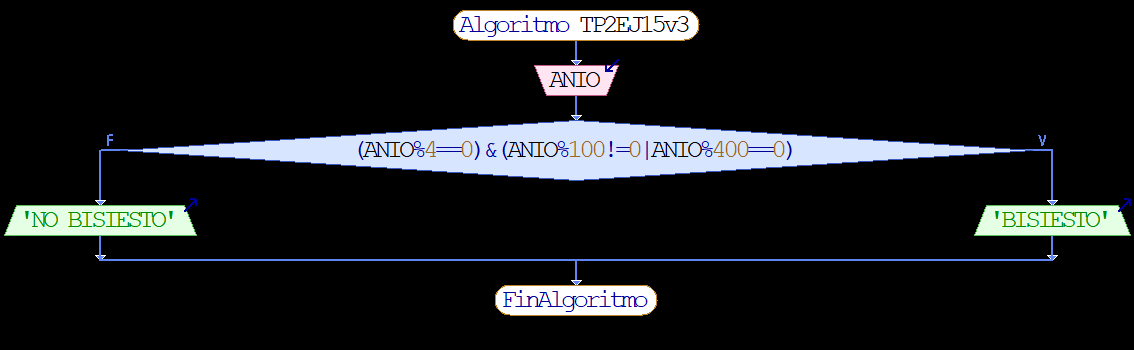 Algoritmo TP2EJ15v3
ANIO
F
V
(ANIO%4==0)&(ANIO%100!=0|ANIO%400==0)
'NO BISIESTO'
'BISIESTO'
FinAlgoritmo